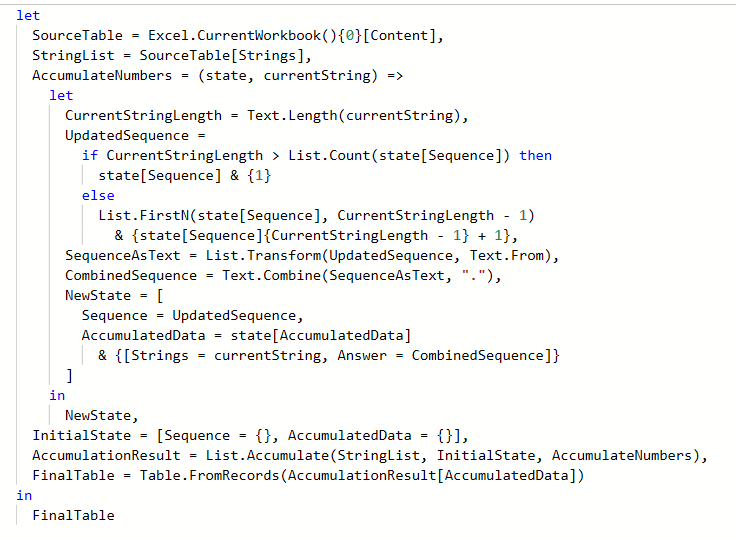 let
SourceTable = Excel.CurrentWorkbook(){0}[Content],
StringList = SourceTable[Strings],
AccumulateNumbers = (state, currentString) =>
let
CurrentStringLength = Text.Length(currentString),
UpdatedSequence =
if CurrentStringLength > List.Count(state[Sequence]) then
state[Sequence] & {1}
else
List.FirstN(state[Sequence], CurrentStringLength - 1)
& {state[Sequence]{CurrentStringLength - 1} + 1},
SequenceAsText = List.Transform(UpdatedSequence, Text.From),
CombinedSequence = Text.Combine(SequenceAsText, "."),
NewState = [
Sequence = UpdatedSequence,
AccumulatedData = state[AccumulatedData]
& {[Strings = currentString, Answer = CombinedSequence]}
]
in
NewState,
InitialState = [Sequence = {}, AccumulatedData = {}],
AccumulationResult = List.Accumulate(StringList, InitialState, AccumulateNumbers),
FinalTable = Table.FromRecords(AccumulationResult[AccumulatedData])
in
FinalTable